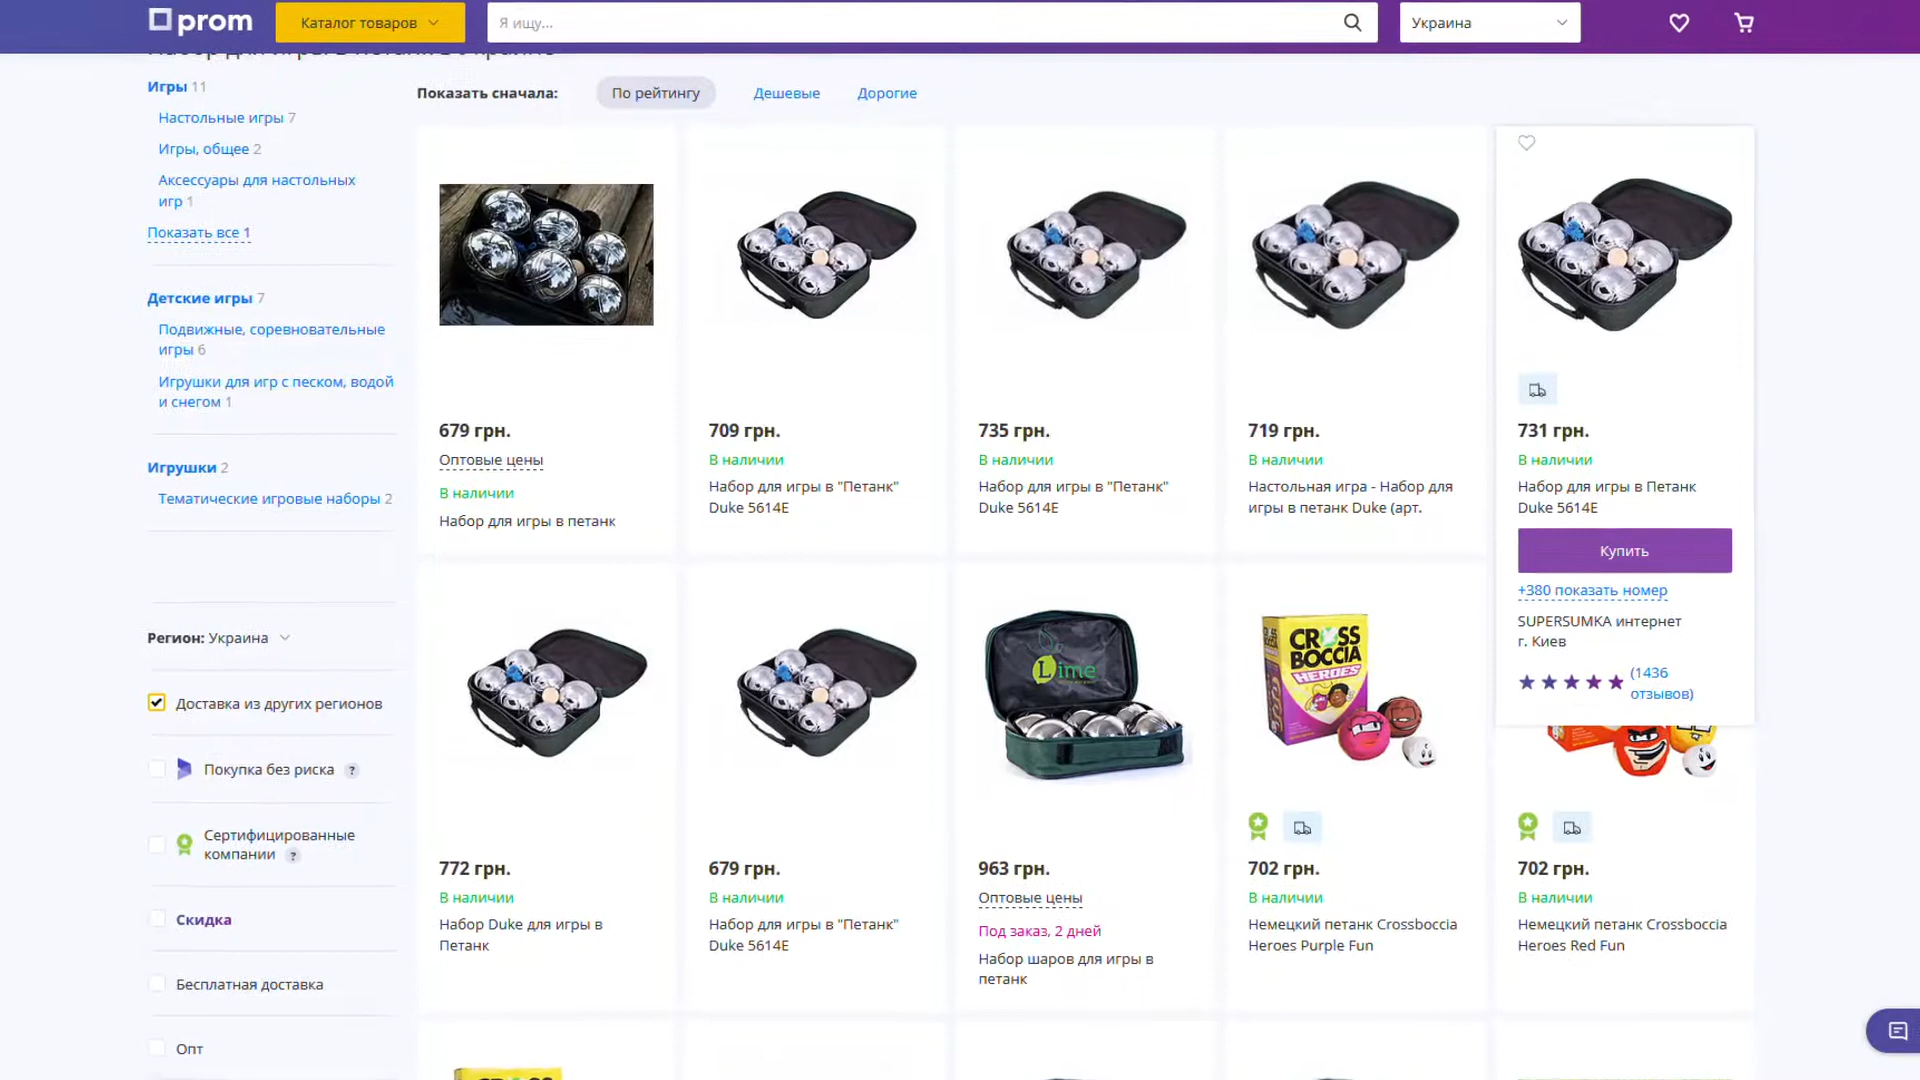 prom
Каталог товаров
Я ищу...
Украина
Набор для игры в петанк в Украине
Игры 11
Настольные игры 7
Игры, общее 2
Аксессуары для настольных
игр 1
Показать все 1
Детские игры 7
Подвижные, соревновательные
игры 6
Игрушки для игр с песком, водой
и снегом 1
Игрушки 2
Тематические игровые наборы 2
Регион: Украина
Доставка из других регионов
Покупка без риска ?
Сертифицированные
компании ?
Скидка
Бесплатная доставка
Опт
Показать сначала:
По рейтингу
Дешевые
Дорогие
679 грн.
Оптовые цены
В наличии
Набор для игры в петанк
709 грн.
В наличии
Набор для игры в "Петанк"
Duke 5614E
735 грн.
В наличии
Набор для игры в "Петанк"
Duke 5614E
719 грн.
В наличии
Настольная игра - Набор для
игры в петанк Duke (арт.
731 грн.
В наличии
Набор для игры в Петанк
Duke 5614E
Купить
+380 показать номер
SUPERSUMKA интернет
г. Киев
(1436
отзывов)
772 грн.
В наличии
Набор Duke для игры в
Петанк
679 грн.
В наличии
Набор для игры в "Петанк"
Duke 5614E
Lime
963 грн.
Оптовые цены
Под заказ, 2 дней
Набор шаров для игры в
петанк
CROSS
BOCCIA
HEROES
702 грн.
В наличии
Немецкий петанк Crossboccia
Heroes Purple Fun
702 грн.
В наличии
Немецкий петанк Crossboccia
Heroes Red Fun